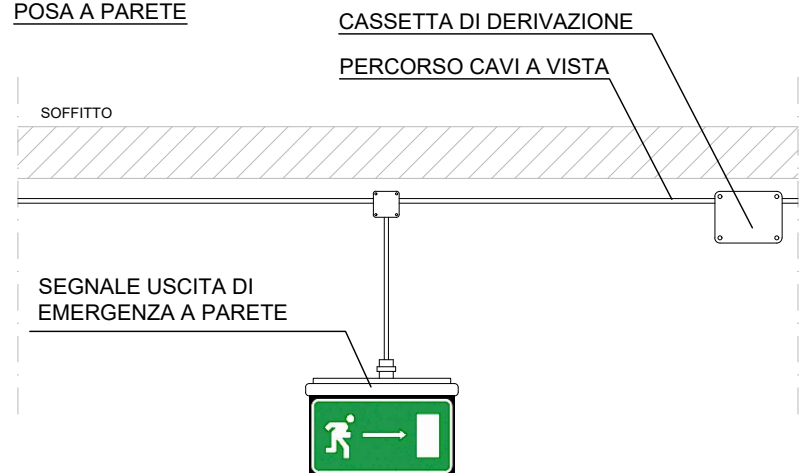 POSA A PARETE
CASSETTA DI DERIVAZIONE
PERCORSO CAVI A VISTA
SOFFITTO
SEGNALE USCITA DI
EMERGENZA A PARETE